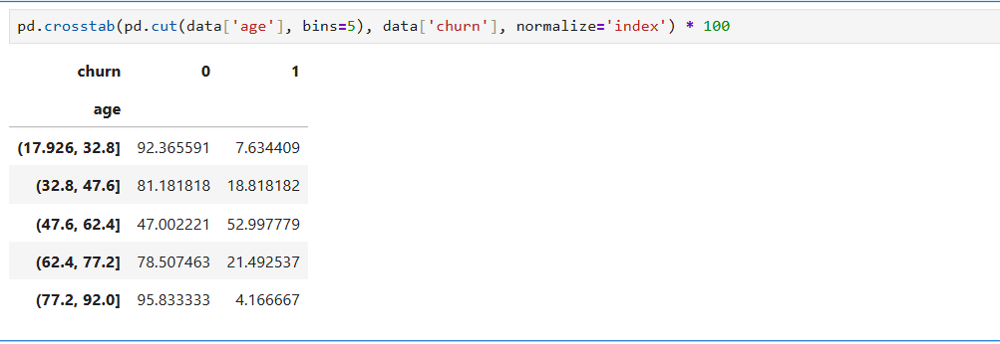 pd.crosstab(pd.cut(data['age'], bins=5), data['churn'], normalize='index') * 100
churn 0 1
age
(17.926, 32.8] 92.365591 7.634409
(32.8, 47.6] 81.181818 18.818182
(47.6, 62.4] 47.002221 52.997779
(62.4, 77.2] 78.507463 21.492537
(77.2, 92.0] 95.833333 4.166667